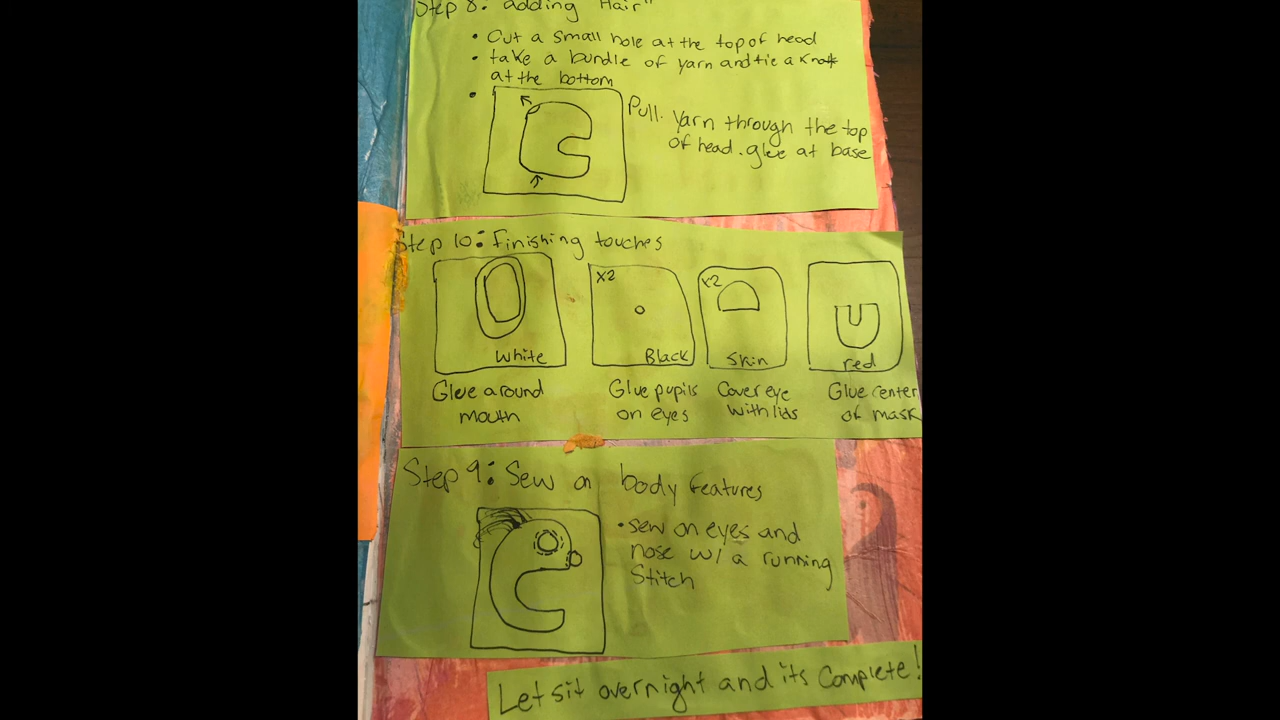 Step 8: adding Hair"
• Cut a small hole at the top of head
• take a bundle of yarn and tie a knot
at the bottom
•
Pull. Yarn through the top
of head. glue at base
Step 10: Finishing touches
White
Glue around
mouth
x2
Black
Glue pupils
on eyes
x2
Skin
Cover eye
with lids
red
Glue center
of mask
Step 9: Sew on body features
• sew on eyes and
nose w/ a running
Stitch
Let sit overnight and its Complete!